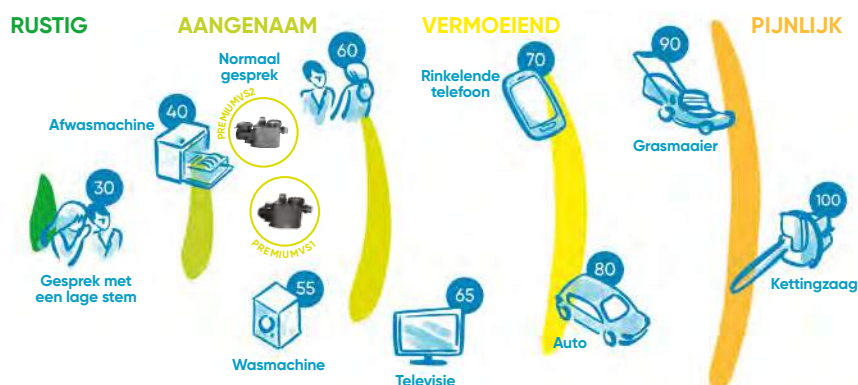 RUSTIG
AANGENAAM
VERMOEIEND
PIJNLIJK
30
Gesprek met
een lage stem
40
Afwasmachine
PREMIUMVS2
PREMIUMVS1
55
Wasmachine
60
Normaal
gesprek
65
Televisie
70
Rinkelende
telefoon
80
Auto
90
Grasmaaier
100
Kettingzaag